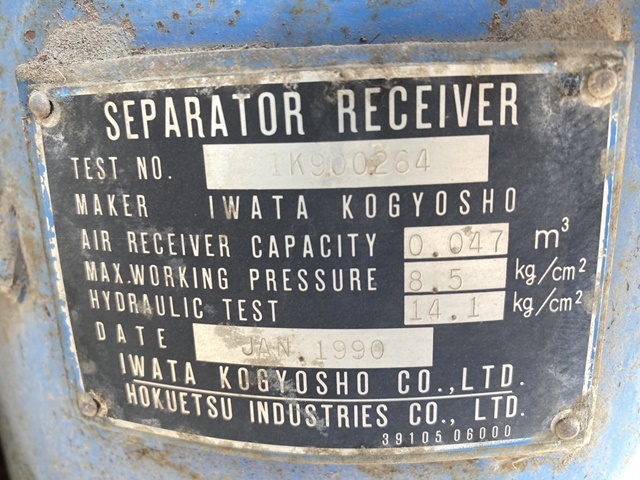 SEPARATOR RECEIVER
TEST NO. IK900264
MAKER IWATA KOGYOSHO
AIR RECEIVER CAPACITY 0.047 m³
MAX.WORKING PRESSURE 8.5 kg/cm²
HYDRAULIC TEST 14.1 kg/cm²
DATE JAN.1990
IWATA KOGYOSHO CO.,LTD.
HOKUETSU INDUSTRIES CO., LTD.
39105 06000